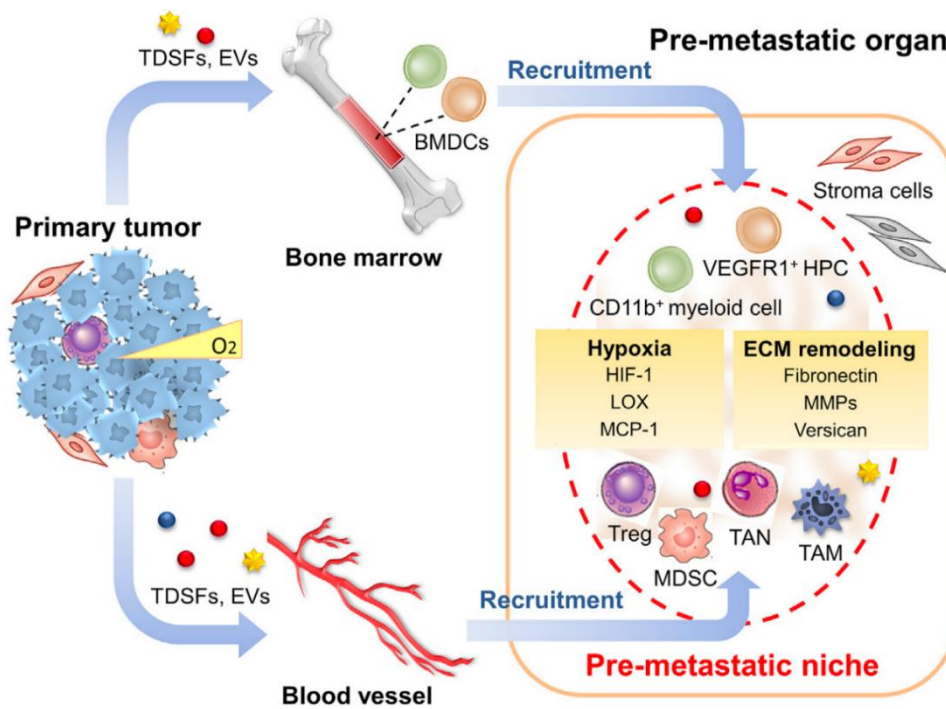 TDSFs, EVs
BMDCs
Recruitment
Pre-metastatic organ
Stroma cells
Primary tumor
Bone marrow
O2
VEGFR1⁺ HPC
CD11b⁺ myeloid cell
Hypoxia
HIF-1
LOX
MCP-1
ECM remodeling
Fibronectin
MMPs
Versican
Treg
MDSC
TAN
TAM
TDSFs, EVs
Recruitment
Blood vessel
Pre-metastatic niche